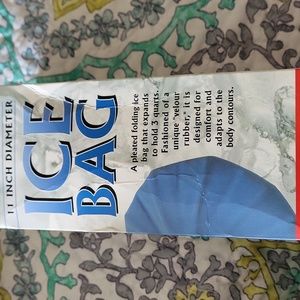 11 INCH DIAMETER
ICE
BAG
A pleated folding ice
bag that expands
to hold 3 quarts.
Fashioned of a
unique "velour
rubber," it is
designed for
comfort and
adapts to the
body contours.